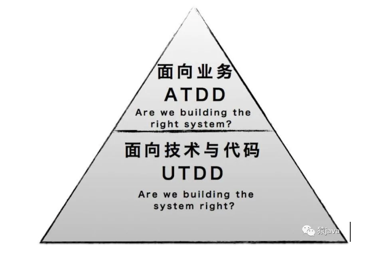 面向业务
ATDD
Are we building the
right system?
面向技术与代码
UTDD
Are we building the
system right?